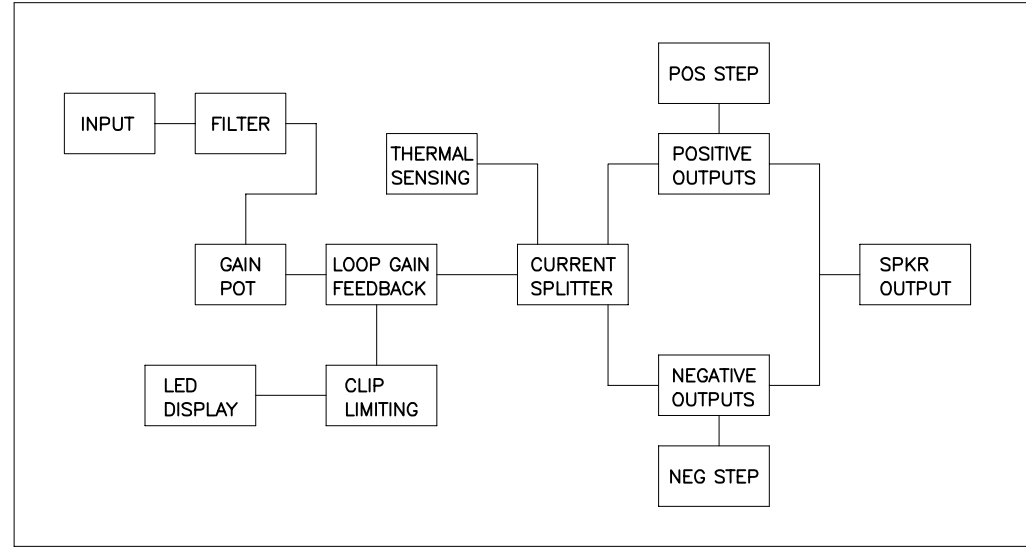 POS STEP
INPUT
FILTER
THERMAL
SENSING
POSITIVE
OUTPUTS
GAIN
POT
LOOP GAIN
FEEDBACK
CURRENT
SPLITTER
SPKR
OUTPUT
LED
DISPLAY
CLIP
LIMITING
NEGATIVE
OUTPUTS
NEG STEP